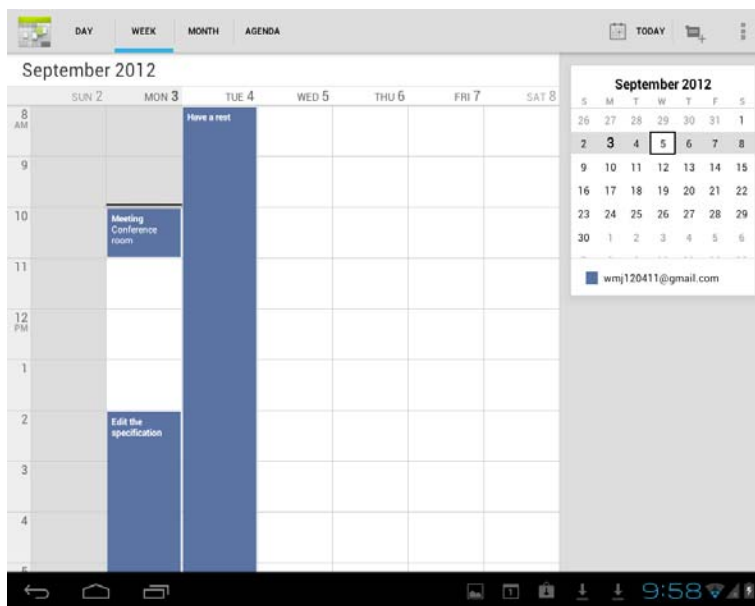 DAY WEEK MONTH AGENDA TODAY
September 2012
SUN 2 MON 3 TUE 4 WED 5 THU 6 FRI 7 SAT 8
8
AM
Have a rest
9
10
Meeting
Conference
room
11
12
PM
1
2
Edit the
specification
3
4
5
September 2012
S M T W T F S
26 27 28 29 30 31 1
2 3 4 5 6 7 8
9 10 11 12 13 14 15
16 17 18 19 20 21 22
23 24 25 26 27 28 29
30 1 2 3 4 5 6
wmj120411@gmail.com
1 9:58